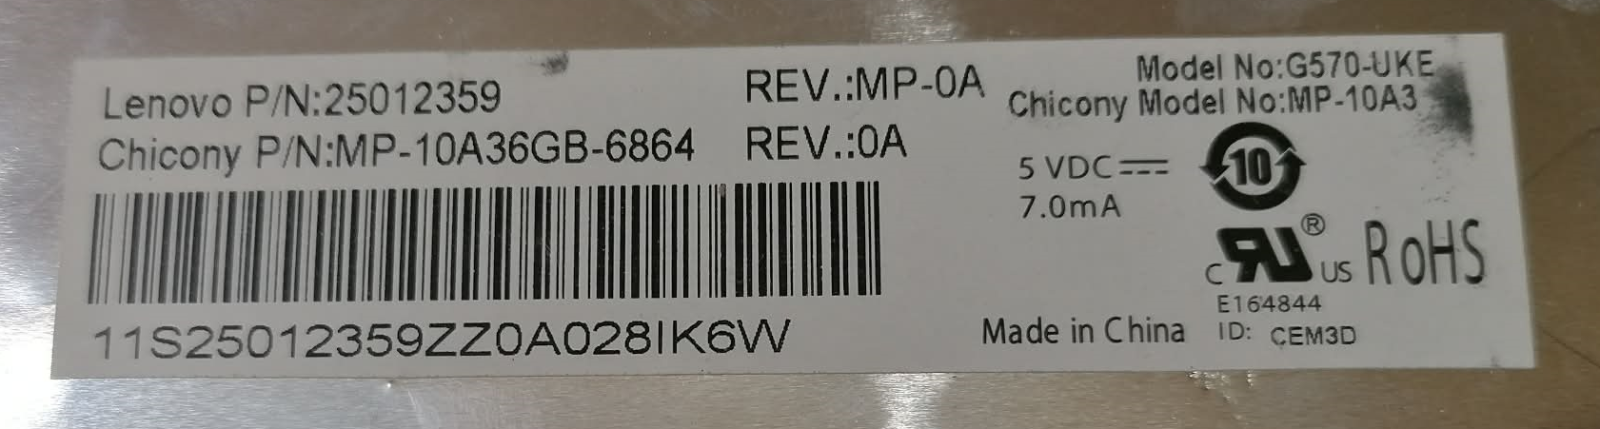 Lenovo P/N:25012359 REV.:MP-0A
Chicony P/N:MP-10A36GB-6864 REV.:0A
11S25012359ZZ0A028IK6W
Model No:G570-UKE
Chicony Model No:MP-10A3
5 VDC
7.0mA
10
C RU US ®
RoHS
E164844
Made in China
ID: CEM3D